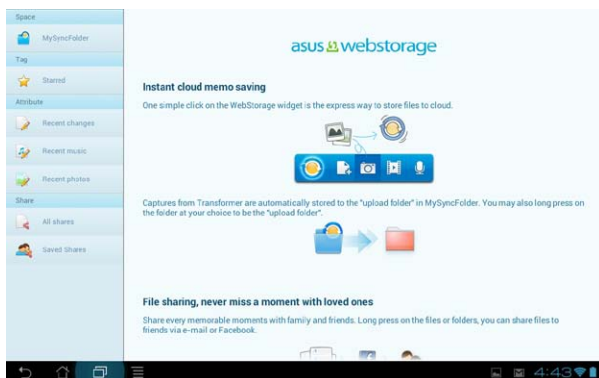 Space
MySyncFolder
Tag
Starred
Attribute
Recent changes
Recent music
Recent photos
Share
All shares
Saved Shares
asus webstorage
Instant cloud memo saving
One simple click on the WebStorage widget is the express way to store files to cloud.
Captures from Transformer are automatically stored to the "upload folder" in MySyncFolder. You may also long press on
the folder at your choice to be the "upload folder".
File sharing, never miss a moment with loved ones
Share every memorable moments with family and friends. Long press on the files or folders, you can share files to
friends via e-mail or Facebook.
4:43